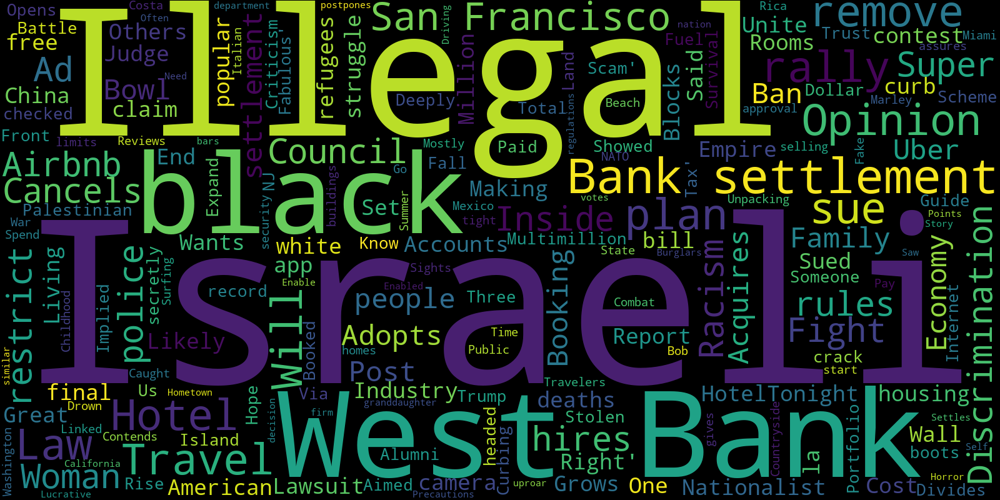 Illegal
Israeli
West Bank
black
Opens
Costa
department
postpones
San Francisco
Rica
remove
Battle
Often
Others
Italian
Driving
nation
Unite
Trust
contest
Miami
free
Judge
popular
settlement
Criticism
Fabulous'
refugees
struggle
Million
Fuel
Survival
Rooms
assures
Ad
Need
Bowl
Land
Scam'
Blocks
Said
rally
Super
China
claim
Deeply
Total
Beach
Ban
Dollar
curb
Marley
Scheme
checked
approval
Opinion
Front
limits
Reviews
bars
Council
Mostly
Paid
regulations
Showed
Empire
selling
Fake
Uber
End
Expand
Go
Fall
NATO
Airbnb
Bank'
Tax'
settlement
Cancels
security
NJ
buildings
Set
Summer
Making
Mexico
votes
Unpacking
Guide
Palestinian
tight
Inside
plan
sue
Points
Story
War
Spend
Wants
white
Know
Accounts
Multimillion
bill
Family
State
Burglars
Saw
restrict
Living
police
secretly
Surfing
app
Sights
Booking
Racism
Acquires
Sued
Someone
Economy
Discrimination
Childhood
Implied
record
Enable
Will
people
Enabled
Three
Combat
Pay
rules
Internet
Likely
Booked
Adopts
Time
Public
Report
Fight
homes
Bob
crack
start
similar
Caught
Post
Travelers
final
Us
Hometown
Via
Industry
Trump
deaths
HotelTonight
housing
Drown
granddaughter
Great
Hotel
Hope
decision
firm
Stolen
Countryside
Settles
Washington
Linked
Contends
Island
headed
Curbing
hires
gives
Portfolio
Wall
Law
Travel
Alumni
Right'
la
blocks
Self
California
Woman
Rise
American
Lawsuit
Aimed
camera
uproar
Grows
One
Nationalist
Cost
Horror
Divides
Lucrative
Precautions